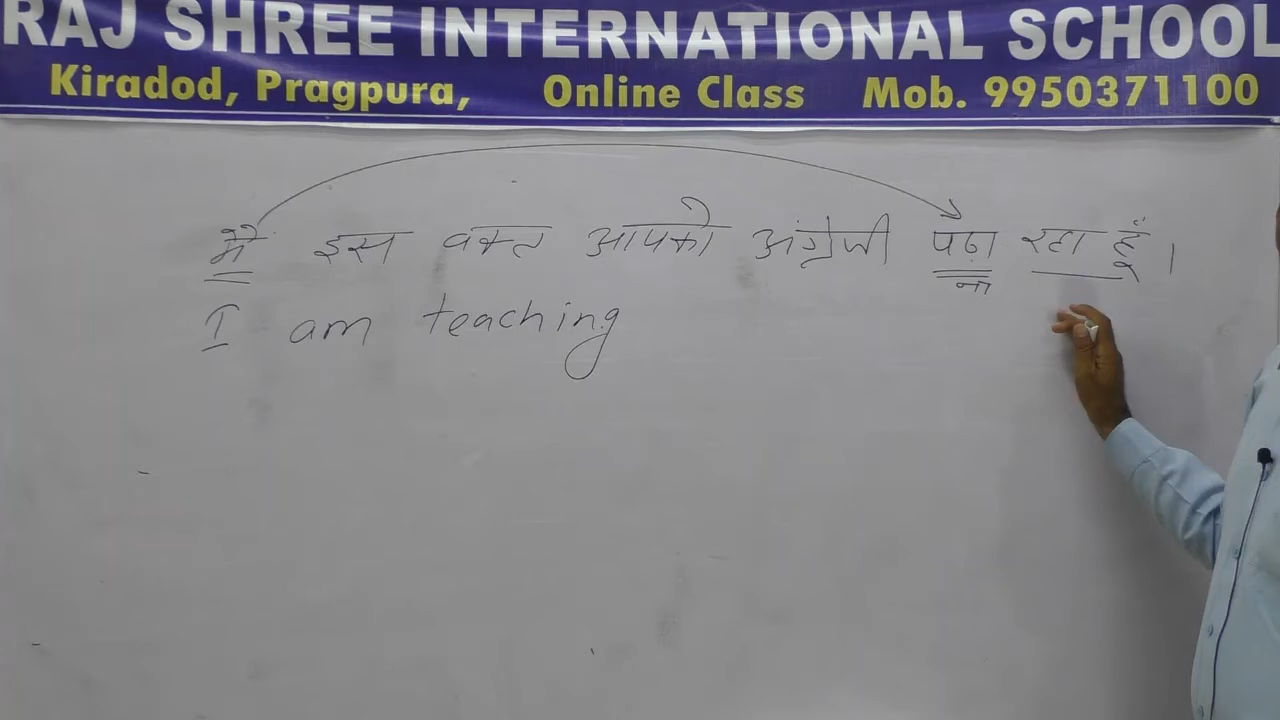 RAJ SHREE INTERNATIONAL SCHOOL
Kiradod, Pragpura, Online Class Mob. 9950371100
मैं इस वक्त आपको अंग्रेजी पढ़ा रहा हूँ।
ना
I am teaching